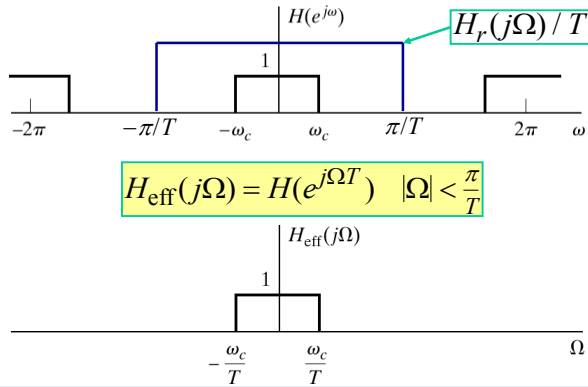 H(e^{jω})
H_r(jΩ) / T
1
−2π −π/T −ω_c ω_c π/T 2π ω
H_eff(jΩ) = H(e^{jΩT}) |Ω| < π/T
H_eff(jΩ)
1
−ω_c/T ω_c/T Ω